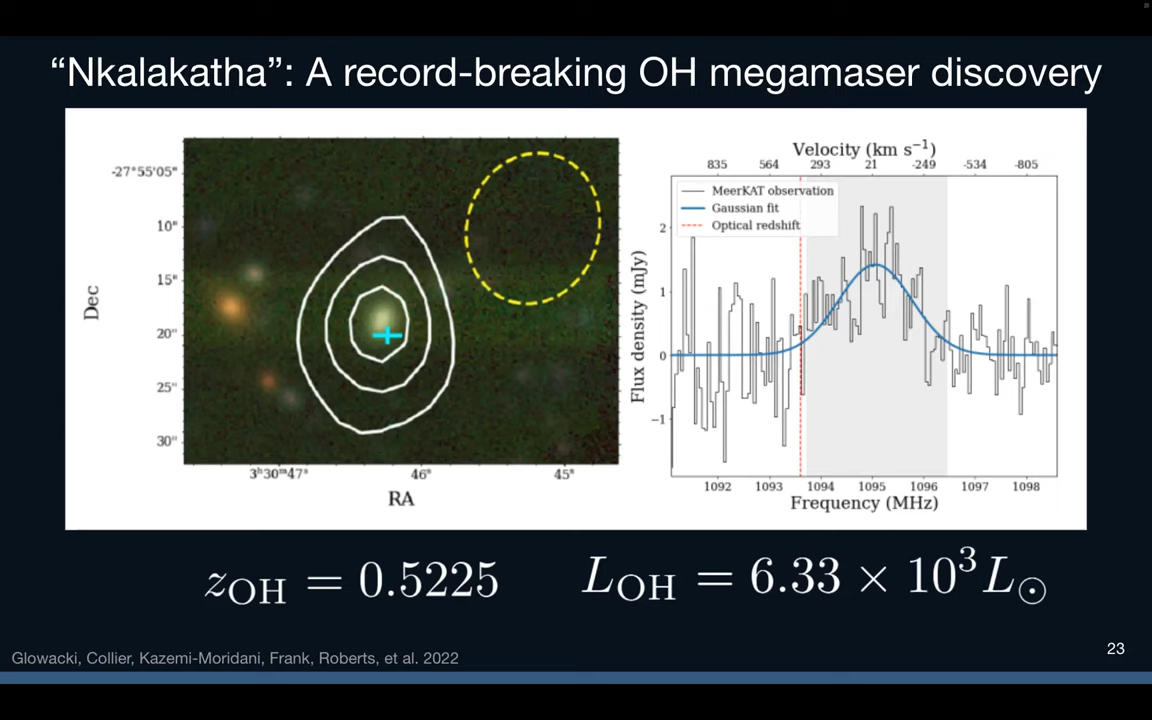 “Nkalakatha”: A record-breaking OH megamaser discovery
-27°55'05"
10"
15"
20"
25"
30"
Dec
3ʰ30ᵐ47ˢ 46ˢ 45ˢ
RA
Velocity (km s⁻¹)
835 564 293 21 -249 -534 -805
MeerKAT observation
Gaussian fit
Optical redshift
Flux density (mJy)
2
1
0
−1
1092 1093 1094 1095 1096 1097 1098
Frequency (MHz)
z_OH = 0.5225
L_OH = 6.33 × 10³ L_⊙
Glowacki, Collier, Kazemi-Moridani, Frank, Roberts, et al. 2022
23